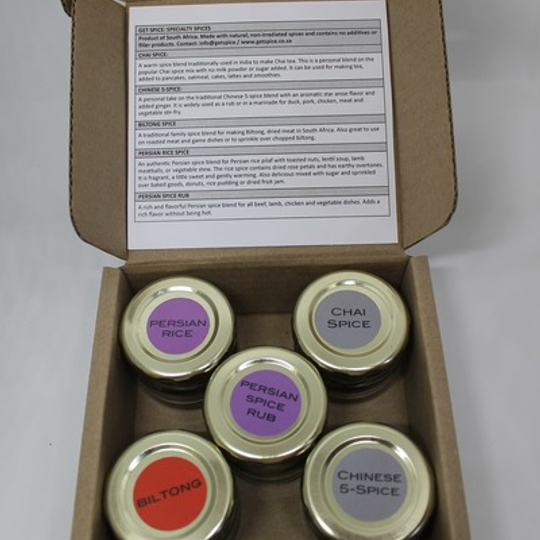 GET SPICE: SPECIALTY SPICES
Product of South Africa. Made with natural, non-irradiated spices and contains no additives or
filler products. Contact: info@getspice / www.getspice.co.za
CHAI SPICE:
A warm spice blend traditionally used in India to make Chai tea. This is a personal blend on the
popular Chai spice mix with no milk powder or sugar added. It can be used for making tea,
added to pancakes, oatmeal, cakes, lattes and smoothies.
CHINESE 5-SPICE:
A personal take on the traditional Chinese 5-spice blend with an aromatic star anise flavor and
added ginger. It is widely used as a rub or in a marinade for duck, pork, chicken, meat and
vegetable stir-fry.
BILTONG SPICE
A traditional family spice blend for making Biltong, dried meat in South Africa. Also great to use
on roasted meat and game dishes or to sprinkle over chopped biltong.
PERSIAN RICE SPICE
An authentic Persian spice blend for Persian rice pilaf with toasted nuts, lentil soup, lamb
meatballs, or vegetable stew. The rice spice contains dried rose petals and has earthy overtones.
It is fragrant, a little sweet and gently warming. Also delicious mixed with sugar and sprinkled
over baked goods, donuts, rice pudding or dried fruit jam.
PERSIAN SPICE RUB
A rich and flavorful Persian spice blend for all beef, lamb, chicken and vegetable dishes. Adds a
rich flavor without being hot.
PERSIAN
RICE
CHAI
SPICE
PERSIAN
SPICE
RUB
BILTONG
CHINESE
5-SPICE